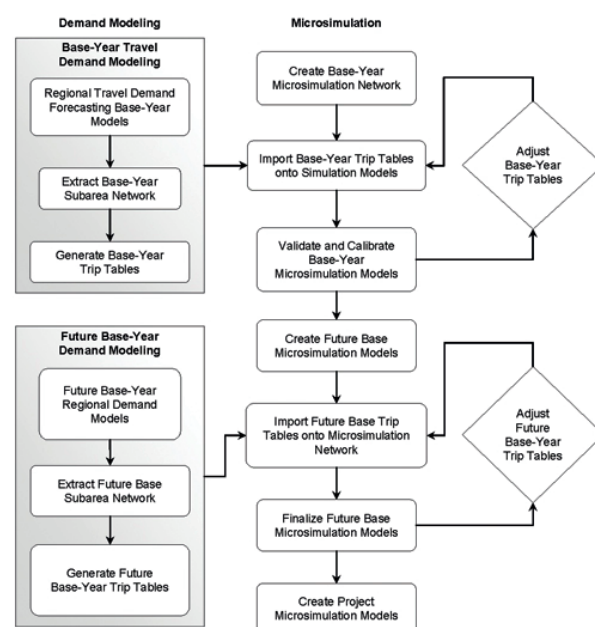 Demand Modeling
Base-Year Travel
Demand Modeling
Regional Travel Demand
Forecasting Base-Year
Models
Extract Base-Year
Subarea Network
Generate Base-Year
Trip Tables
Future Base-Year
Demand Modeling
Future Base-Year
Regional Demand
Models
Extract Future Base
Subarea Network
Generate Future
Base-Year Trip Tables
Microsimulation
Create Base-Year
Microsimulation Network
Import Base-Year Trip Tables
onto Simulation Models
Validate and Calibrate
Base-Year
Microsimulation Models
Create Future Base
Microsimulation Models
Import Future Base Trip
Tables onto Microsimulation
Network
Finalize Future Base
Microsimulation Models
Create Project
Microsimulation Models
Adjust
Base-Year
Trip Tables
Adjust
Future
Base-Year
Trip Tables